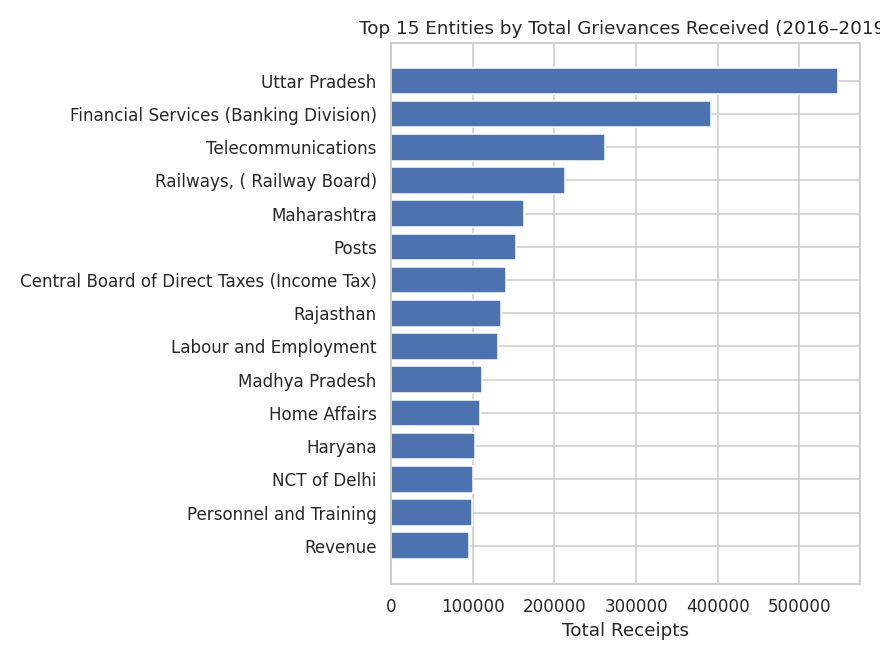 Top 15 Entities by Total Grievances Received (2016–2019
Uttar Pradesh
Financial Services (Banking Division)
Telecommunications
Railways, ( Railway Board)
Maharashtra
Posts
Central Board of Direct Taxes (Income Tax)
Rajasthan
Labour and Employment
Madhya Pradesh
Home Affairs
Haryana
NCT of Delhi
Personnel and Training
Revenue
0 100000 200000 300000 400000 500000
Total Receipts